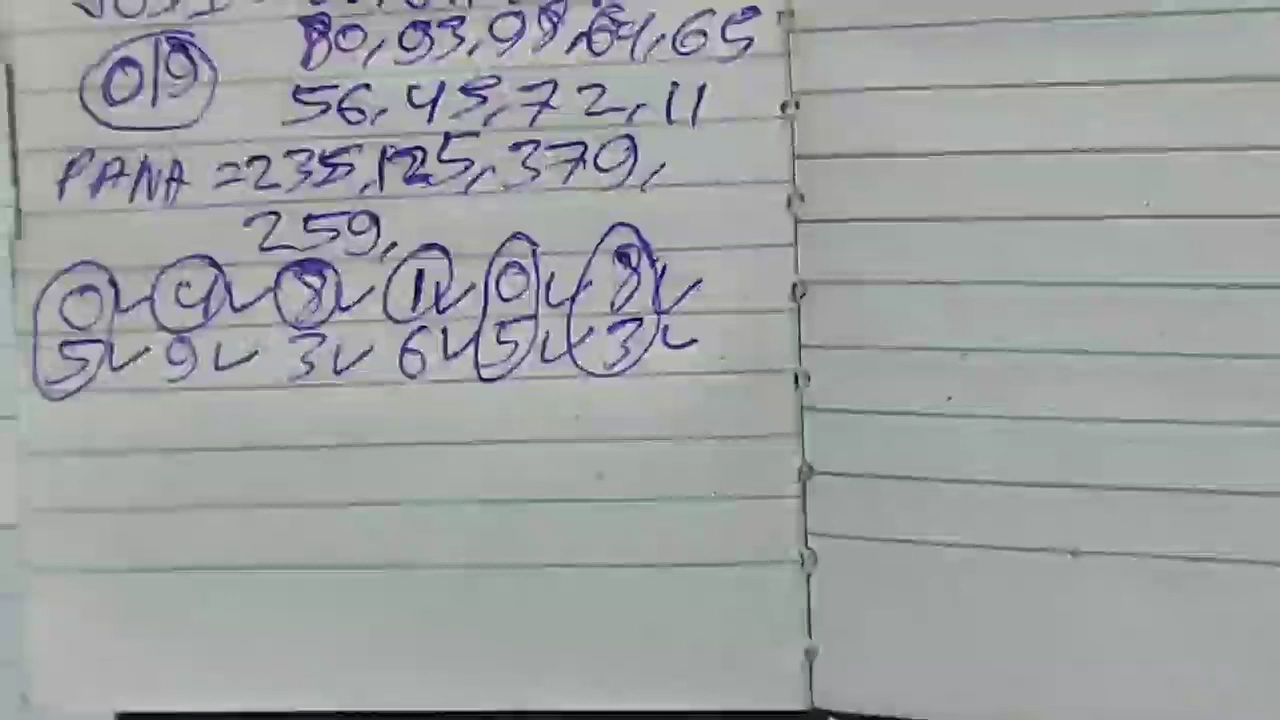 80, 93, 98, 64, 65
0/9 56, 45, 72, 11
PANA = 235, 125, 379,
259,
0 4 8 1 0 8
5 9 3 6 5 3